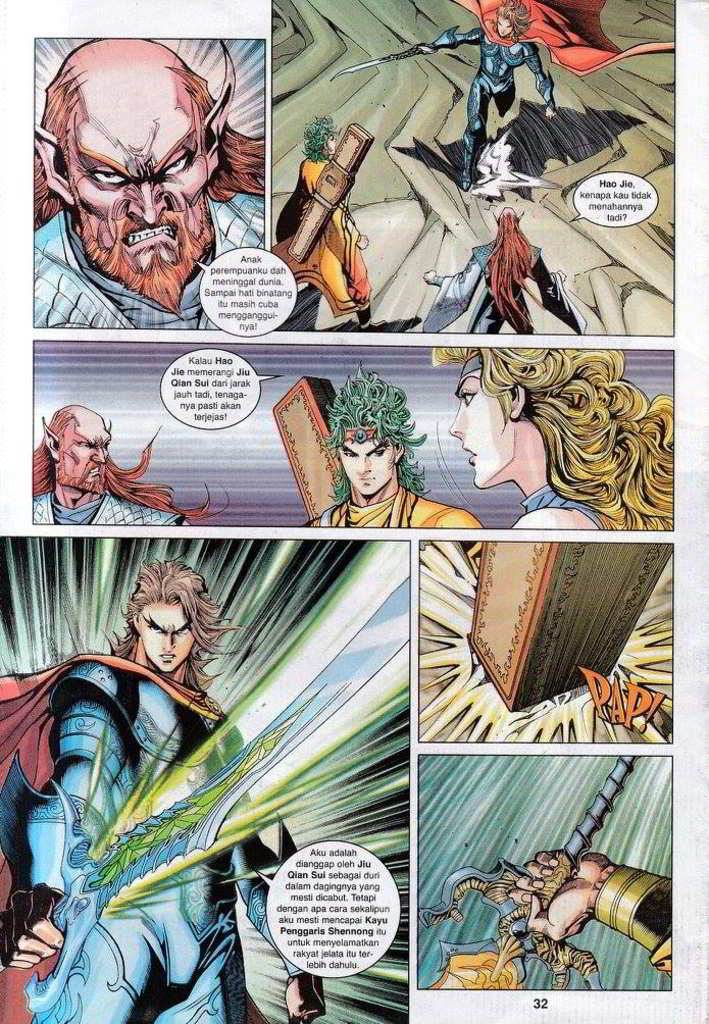 Anak
perempuanku dah
meninggal dunia.
Sampai kau binatang
itu masih cuba
mengganggui-
nya!
Hao Jie,
kenapa kau tidak
menahannya
tadi?
Kalau Hao
Jie memerangi Jiu
Qian Sui dari jarak
jauh tadi, tenaga-
nya pasti akan
terjejas!
PAP!
Aku adalah
dianggap oleh Jiu
Qian Sui sebagai duri
dalam dagingnya yang
mesti dicabut. Tetapi
dengan apa cara sekalipun
aku mesti mencapai Kayu
Penggaris Shennong itu
untuk menyelamatkan
rakyat jelata itu ter-
lebih dahulu.
32